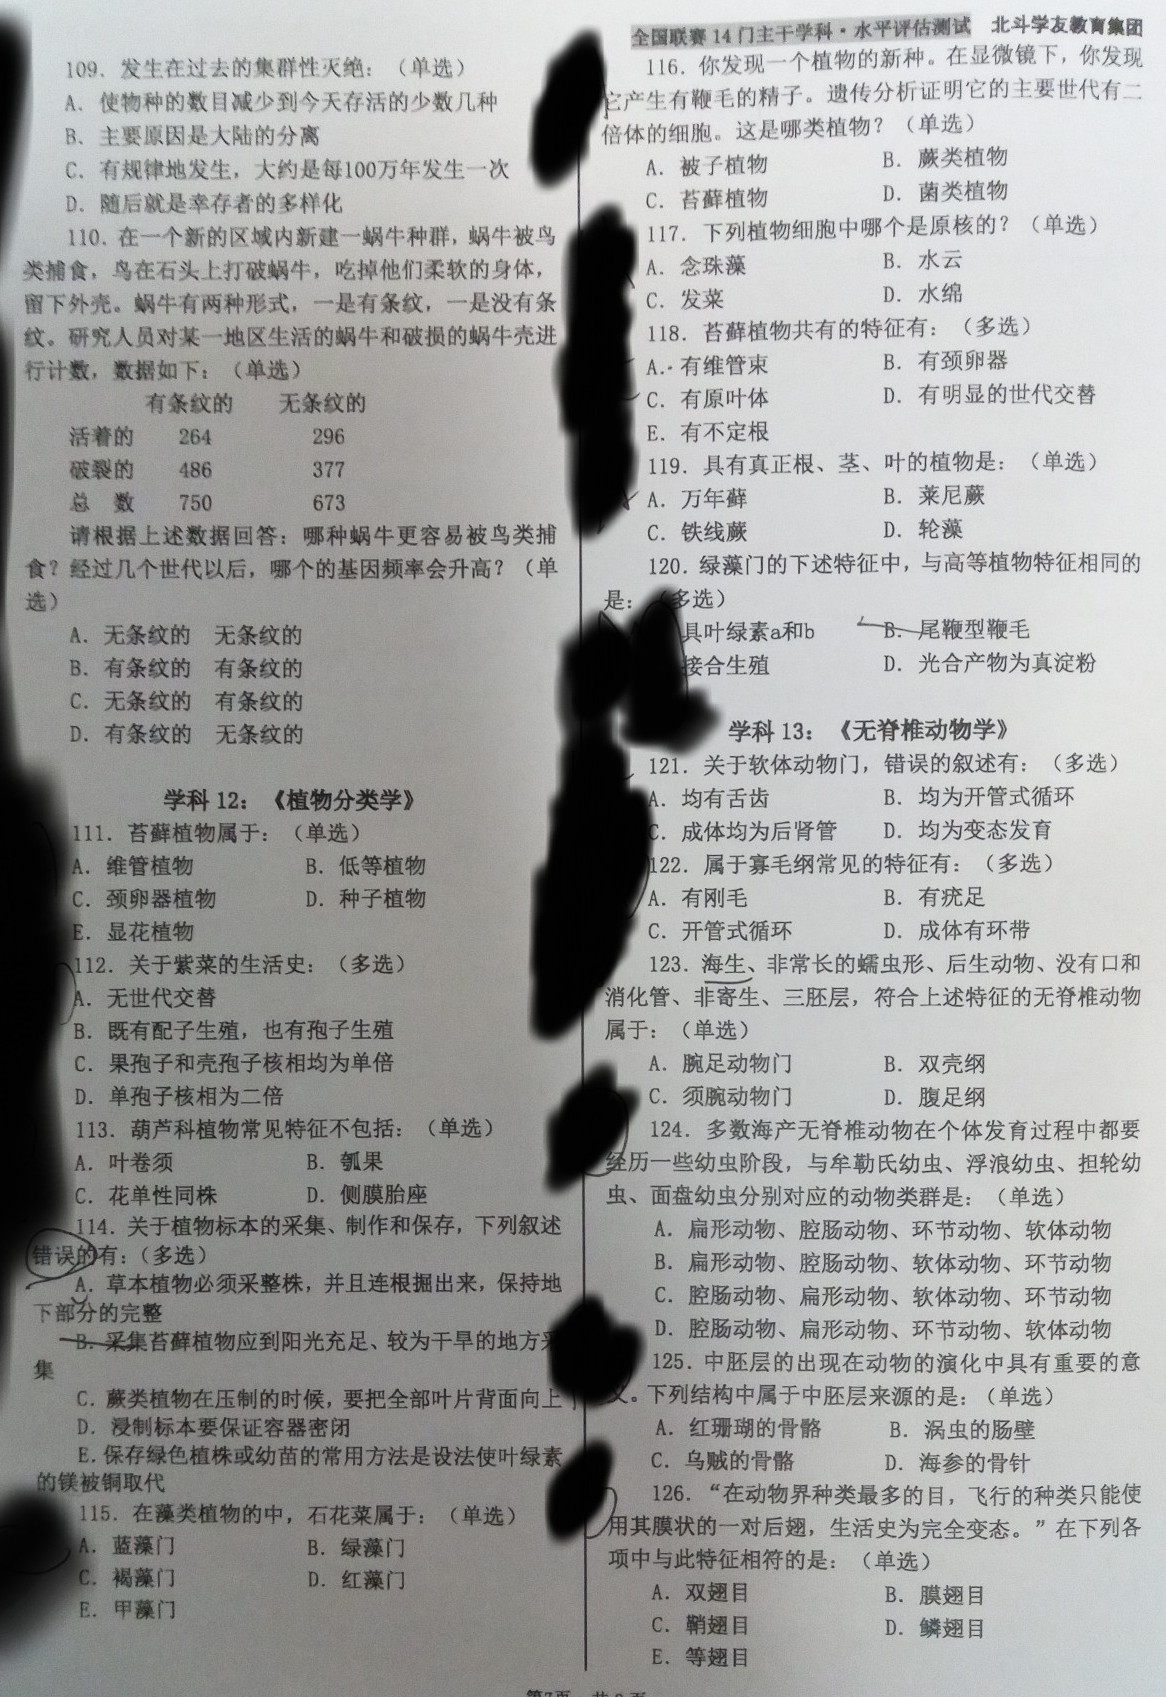 全国联赛14门主干学科·水平评估测试 北斗学友教育集团
109．发生在过去的集群性灭绝：（单选）
A．使物种的数目减少到今天存活的少数几种
B．主要原因是大陆的分离
C．有规律地发生，大约是每100万年发生一次
D．随后就是幸存者的多样化
110．在一个新的区域内新建一蜗牛种群，蜗牛被鸟
类捕食，鸟在石头上打破蜗牛，吃掉他们柔软的身体，
留下外壳。蜗牛有两种形式，一是有条纹，一是没有条
纹。研究人员对某一地区生活的蜗牛和破损的蜗牛壳进
行计数，数据如下：（单选）
有条纹的 无条纹的
活着的 264 296
破裂的 486 377
总 数 750 673
请根据上述数据回答：哪种蜗牛更容易被鸟类捕
食？经过几个世代以后，哪个的基因频率会升高？（单
选）
A．无条纹的 无条纹的
B．有条纹的 有条纹的
C．无条纹的 有条纹的
D．有条纹的 无条纹的
学科12：《植物分类学》
111．苔藓植物属于：（单选）
A．维管植物 B．低等植物
C．颈卵器植物 D．种子植物
E．显花植物
112．关于紫菜的生活史：（多选）
A．无世代交替
B．既有配子生殖，也有孢子生殖
C．果孢子和壳孢子核相均为单倍
D．单孢子核相为二倍
113．葫芦科植物常见特征不包括：（单选）
A．叶卷须 B．瓠果
C．花单性同株 D．侧膜胎座
114．关于植物标本的采集、制作和保存，下列叙述
错误的有：（多选）
A．草本植物必须采整株，并且连根掘出来，保持地
下部分的完整
B．采集苔藓植物应到阳光充足、较为干旱的地方采
集
C．蕨类植物在压制的时候，要把全部叶片背面向上
D．浸制标本要保证容器密闭
E．保存绿色植株或幼苗的常用方法是设法使叶绿素
的镁被铜取代
115．在藻类植物的中，石花菜属于：（单选）
A．蓝藻门 B．绿藻门
C．褐藻门 D．红藻门
E．甲藻门
116．你发现一个植物的新种。在显微镜下，你发现
它产生有鞭毛的精子。遗传分析证明它的主要世代有二
倍体的细胞。这是哪类植物？（单选）
A．被子植物 B．蕨类植物
C．苔藓植物 D．菌类植物
117．下列植物细胞中哪个是原核的？（单选）
A．念珠藻 B．水云
C．发菜 D．水绵
118．苔藓植物共有的特征有：（多选）
A．有维管束 B．有颈卵器
C．有原叶体 D．有明显的世代交替
E．有不定根
119．具有真正根、茎、叶的植物是：（单选）
A．万年藓 B．莱尼蕨
C．铁线蕨 D．轮藻
120．绿藻门的下述特征中，与高等植物特征相同的
是：（多选）
具叶绿素a和b B．尾鞭型鞭毛
接合生殖 D．光合产物为真淀粉
学科13：《无脊椎动物学》
121．关于软体动物门，错误的叙述有：（多选）
A．均有舌齿 B．均为开管式循环
C．成体均为后肾管 D．均为变态发育
122．属于寡毛纲常见的特征有：（多选）
A．有刚毛 B．有疣足
C．开管式循环 D．成体有环带
123．海生、非常长的蠕虫形、后生动物、没有口和
消化管、非寄生、三胚层，符合上述特征的无脊椎动物
属于：（单选）
A．腕足动物门 B．双壳纲
C．须腕动物门 D．腹足纲
124．多数海产无脊椎动物在个体发育过程中都要
经历一些幼虫阶段，与牟勒氏幼虫、浮浪幼虫、担轮幼
虫、面盘幼虫分别对应的动物类群是：（单选）
A．扁形动物、腔肠动物、环节动物、软体动物
B．扁形动物、腔肠动物、软体动物、环节动物
C．腔肠动物、扁形动物、软体动物、环节动物
D．腔肠动物、扁形动物、环节动物、软体动物
125．中胚层的出现在动物的演化中具有重要的意
义。下列结构中属于中胚层来源的是：（单选）
A．红珊瑚的骨骼 B．涡虫的肠壁
C．乌贼的骨骼 D．海参的骨针
126．“在动物界种类最多的目，飞行的种类只能使
用其膜状的一对后翅，生活史为完全变态。”在下列各
项中与此特征相符的是：（单选）
A．双翅目 B．膜翅目
C．鞘翅目 D．鳞翅目
E．等翅目